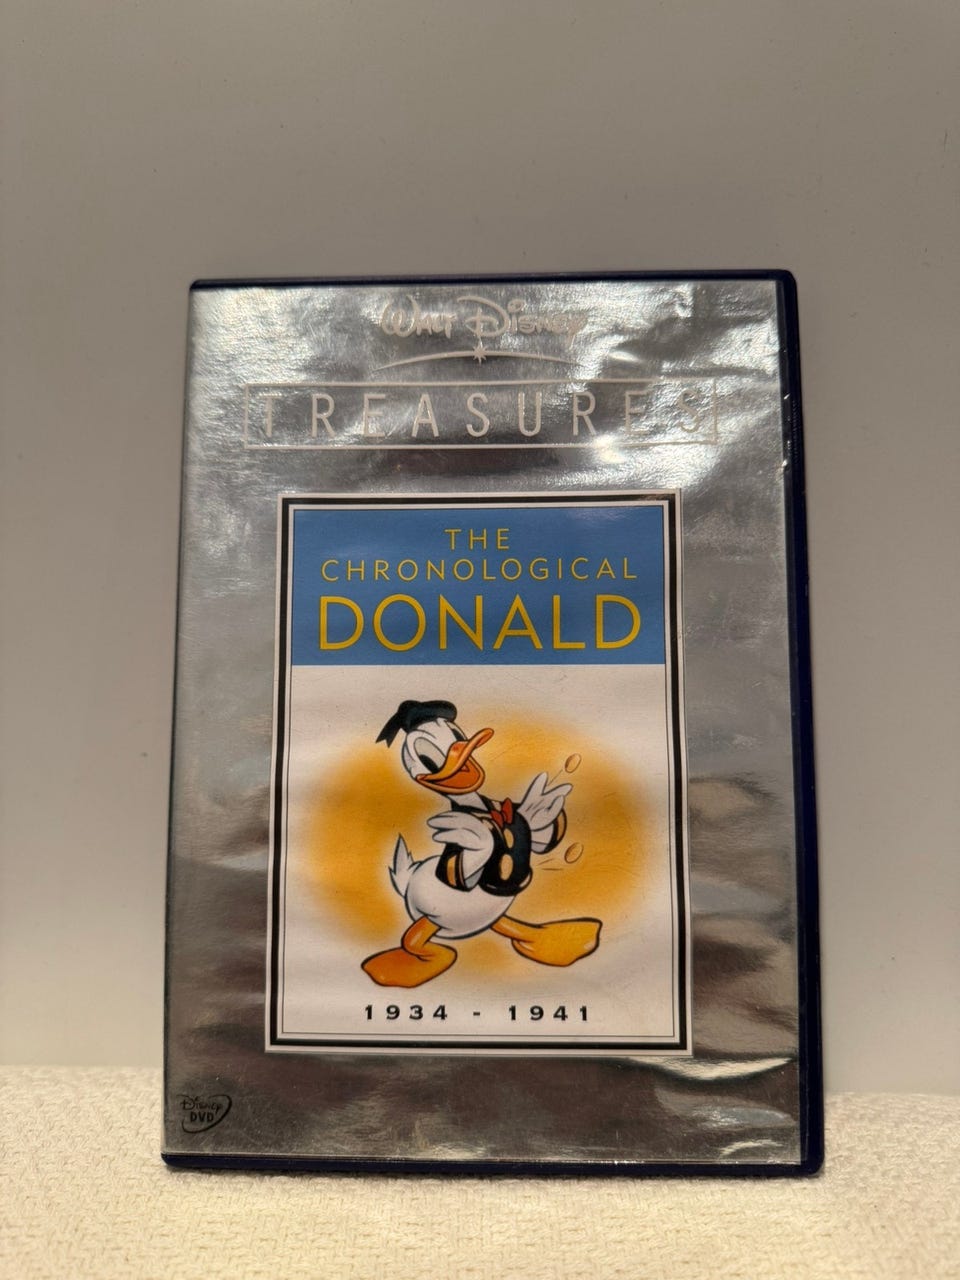 Walt Disney
TREASURES
THE
CHRONOLOGICAL
DONALD
1934 - 1941
Disney
DVD